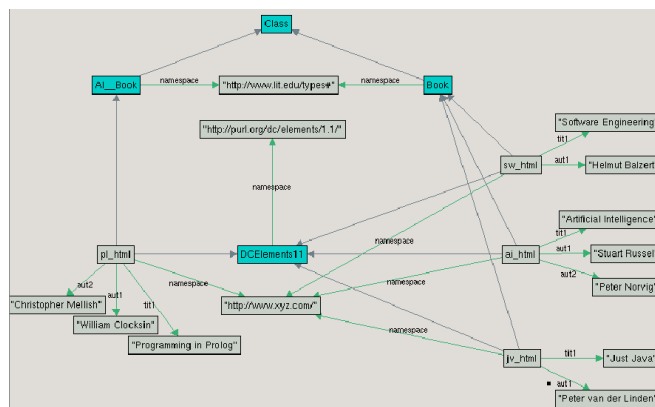 Class
AI__Book
namespace
"http://www.lit.edu/types#"
namespace
Book
"http://purl.org/dc/elements/1.1/"
"Software Engineering"
tit1
sw_html
aut1
"Helmut Balzert"
namespace
"Artificial Intelligence"
namespace
tit1
pl_html
DCElements11
ai_html
aut1
"Stuart Russel"
aut2
namespace
namespace
aut2
"Peter Norvig"
aut1
"Christopher Mellish"
tit1
"http://www.xyz.com/"
"William Clocksin"
namespace
"Programming in Prolog"
jv_html
tit1
"Just Java"
aut1
"Peter van der Linden"